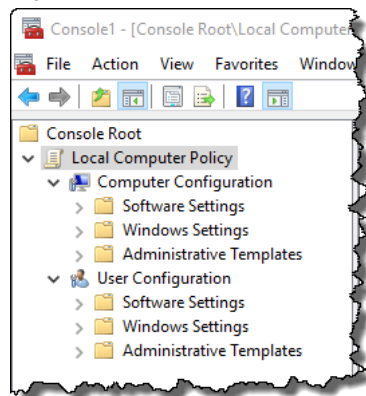 Console1 - [Console Root\Local Computer
File Action View Favorites Window
Console Root
Local Computer Policy
Computer Configuration
Software Settings
Windows Settings
Administrative Templates
User Configuration
Software Settings
Windows Settings
Administrative Templates